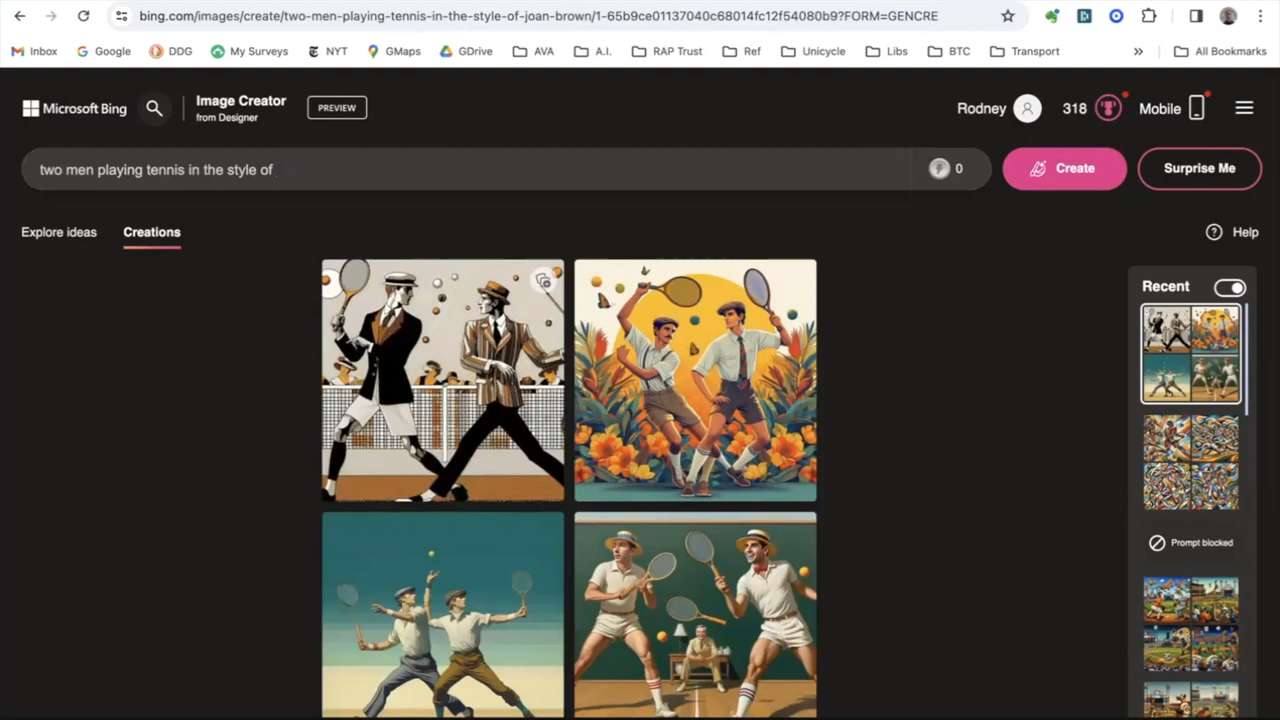 bing.com/images/create/two-men-playing-tennis-in-the-style-of-joan-brown/1-65b9ce01137040c68014fc12f54080b9?FORM=GENCRE
Inbox Google DDG My Surveys NYT GMaps GDrive AVA A.I. RAP Trust Ref Unicycle Libs BTC Transport » All Bookmarks
Microsoft Bing Image Creator from Designer PREVIEW Rodney 318 Mobile
two men playing tennis in the style of 0 Create Surprise Me
Explore ideas Creations Help
Recent
Prompt blocked